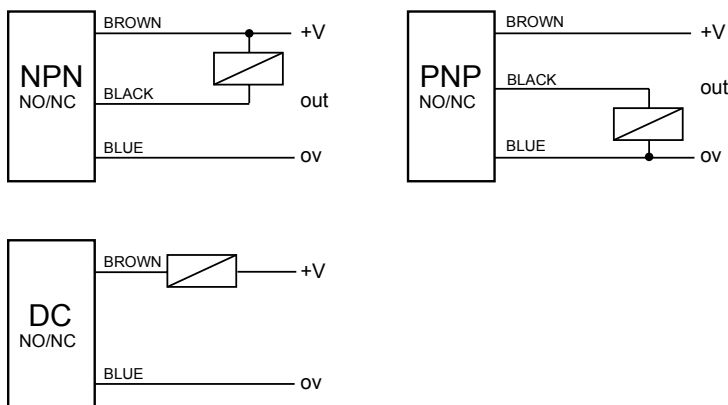 BROWN
+V
NPN
NO/NC
BLACK
out
BLUE
ov
BROWN
+V
PNP
NO/NC
BLACK
out
BLUE
ov
BROWN
+V
DC
NO/NC
BLUE
ov